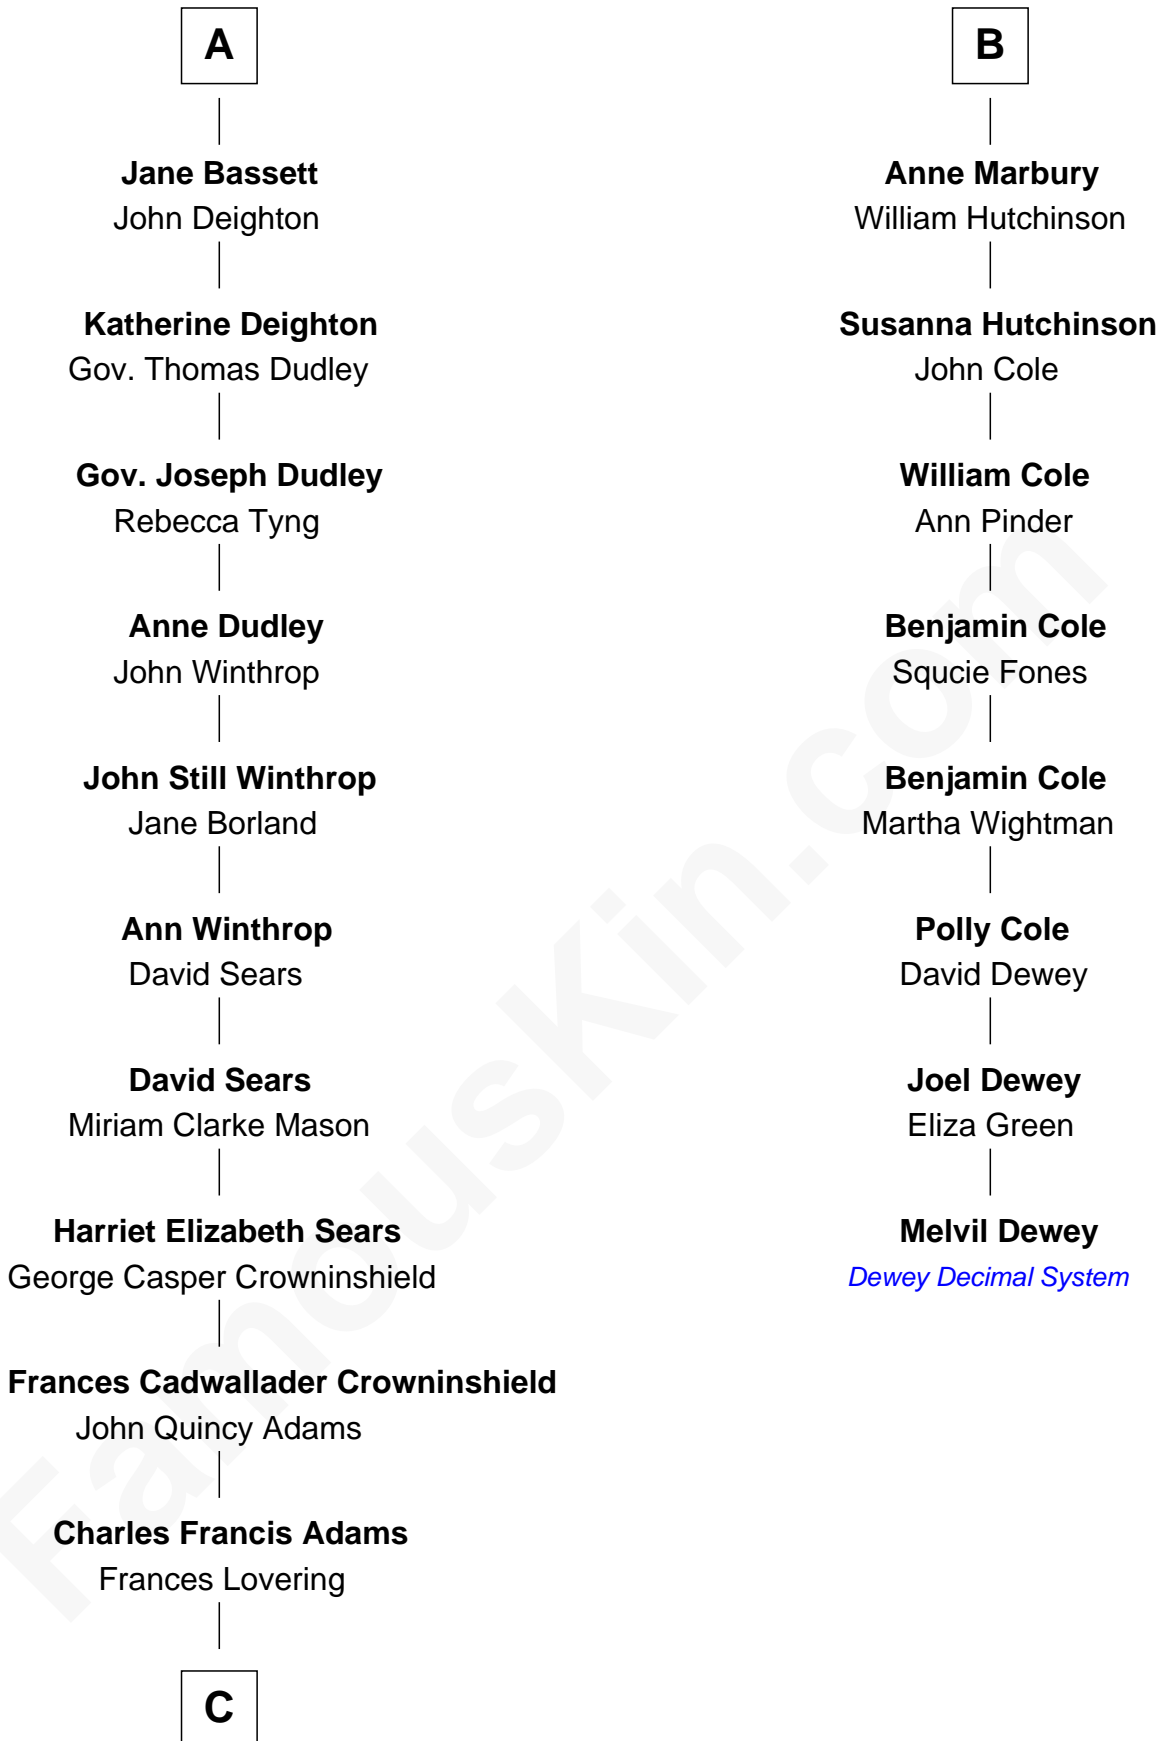 A
Jane Bassett
John Deighton
Katherine Deighton
Gov. Thomas Dudley
Gov. Joseph Dudley
Rebecca Tyng
Anne Dudley
John Winthrop
John Still Winthrop
Jane Borland
Ann Winthrop
David Sears
David Sears
Miriam Clarke Mason
Harriet Elizabeth Sears
George Casper Crowninshield
Frances Cadwallader Crowninshield
John Quincy Adams
Charles Francis Adams
Frances Lovering
C
B
Anne Marbury
William Hutchinson
Susanna Hutchinson
John Cole
William Cole
Ann Pinder
Benjamin Cole
Squcie Fones
Benjamin Cole
Martha Wightman
Polly Cole
David Dewey
Joel Dewey
Eliza Green
Melvil Dewey
Dewey Decimal System
FamousKin.com